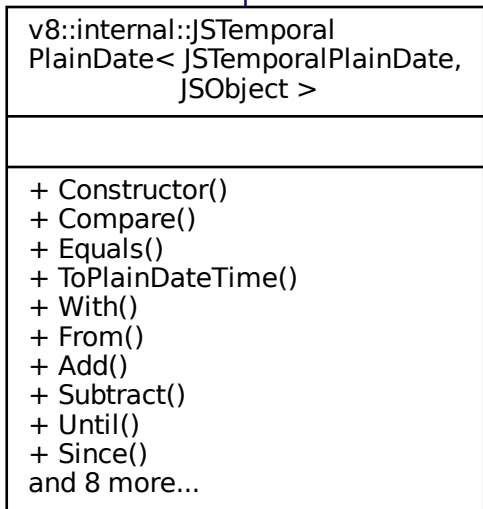 v8::internal::JSTemporal
PlainDate< JSTemporalPlainDate,
JSObject >
+ Constructor()
+ Compare()
+ Equals()
+ ToPlainDateTime()
+ With()
+ From()
+ Add()
+ Subtract()
+ Until()
+ Since()
and 8 more...